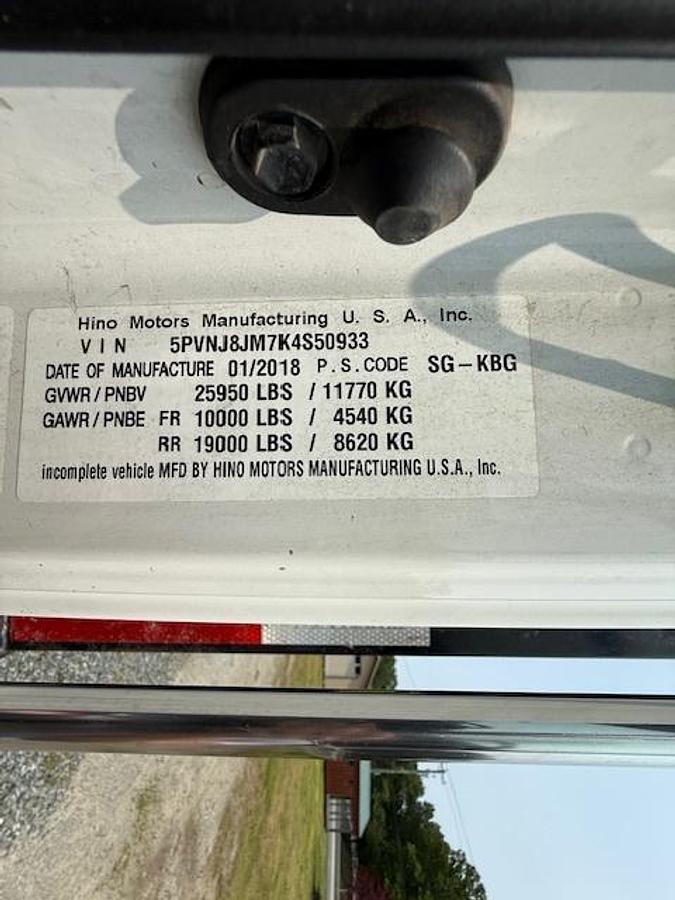 Hino Motors Manufacturing U. S. A., Inc.
VIN 5PVNJ8JM7K4S50933
DATE OF MANUFACTURE 01/2018 P.S.CODE SG-KBG
GVWR/PNBV 25950 LBS / 11770 KG
GAWR/PNBE FR 10000 LBS / 4540 KG
RR 19000 LBS / 8620 KG
incomplete vehicle MFD BY HINO MOTORS MANUFACTURING U.S.A., Inc.